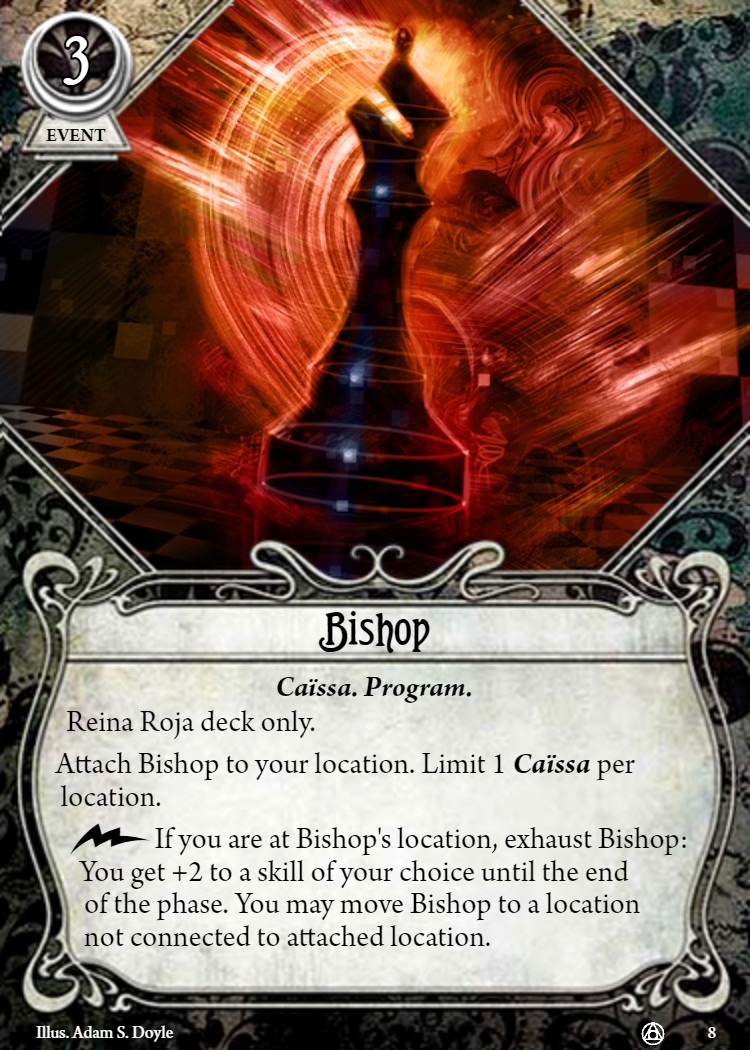 3
EVENT
Bishop
Caïssa. Program.
Reina Roja deck only.
Attach Bishop to your location. Limit 1 Caïssa per
location.
If you are at Bishop's location, exhaust Bishop:
You get +2 to a skill of your choice until the end
of the phase. You may move Bishop to a location
not connected to attached location.
Illus. Adam S. Doyle
8